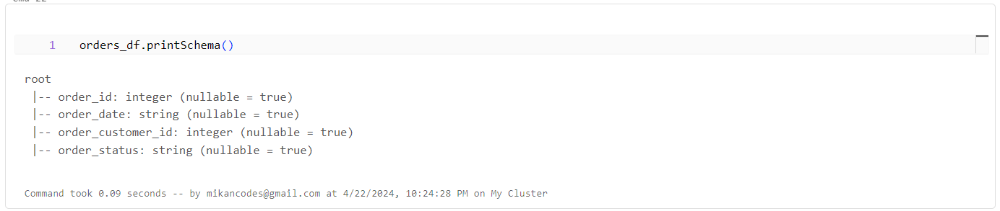 Cmd 22
1 orders_df.printSchema()
root
 |-- order_id: integer (nullable = true)
 |-- order_date: string (nullable = true)
 |-- order_customer_id: integer (nullable = true)
 |-- order_status: string (nullable = true)
Command took 0.09 seconds -- by mikancodes@gmail.com at 4/22/2024, 10:24:28 PM on My Cluster